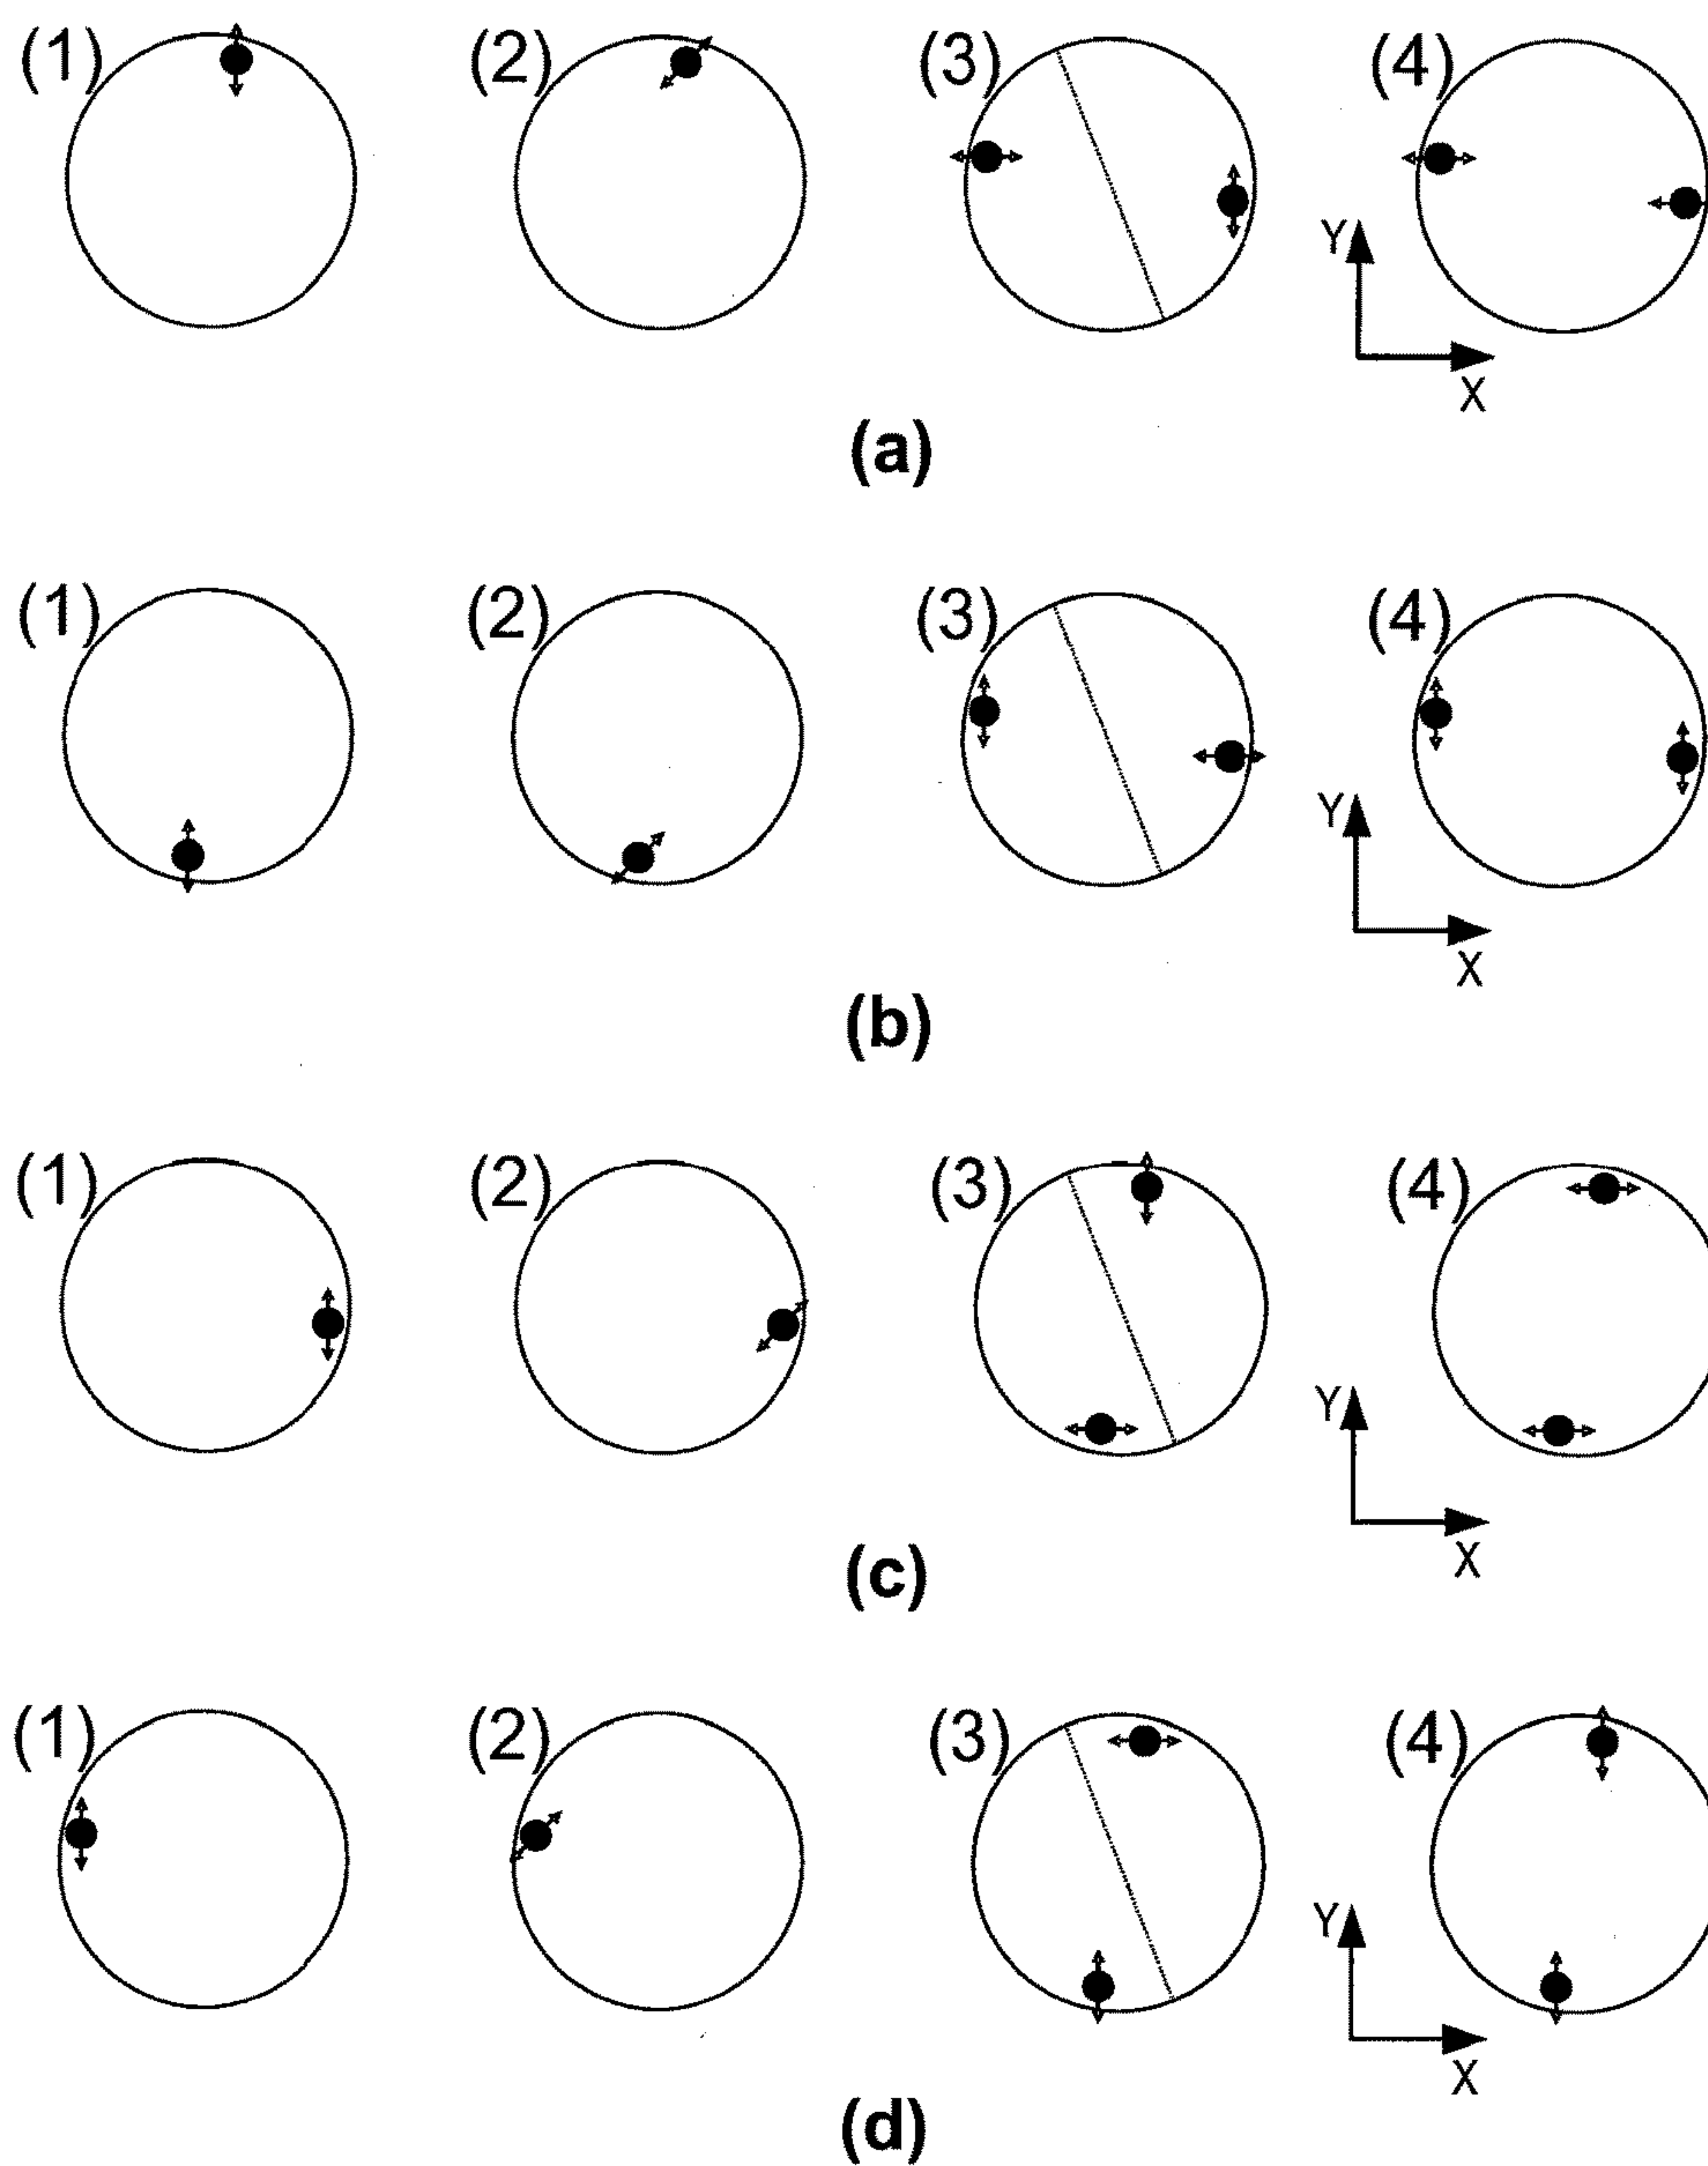 (1) (2) (3) (4)
Y
X
(a)
(1) (2) (3) (4)
Y
X
(b)
(1) (2) (3) (4)
Y
X
(c)
(1) (2) (3) (4)
Y
X
(d)